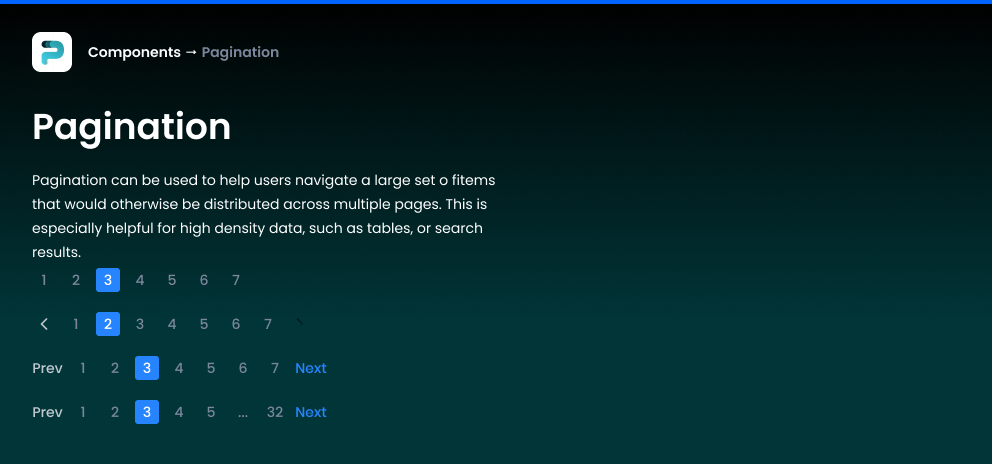 Components → Pagination
Pagination
Pagination can be used to help users navigate a large set o fitems
that would otherwise be distributed across multiple pages. This is
especially helpful for high density data, such as tables, or search
results.
1 2 3 4 5 6 7
1 2 3 4 5 6 7
Prev 1 2 3 4 5 6 7 Next
Prev 1 2 3 4 5 ... 32 Next